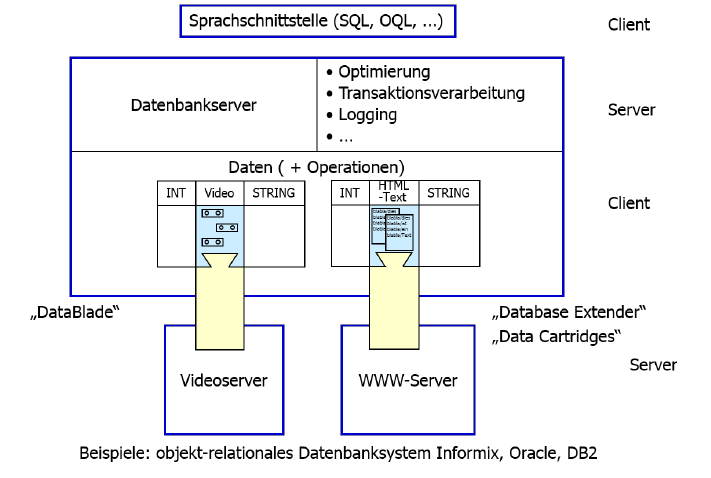 Sprachschnittstelle (SQL, OQL, ...)
Client
Datenbankserver
• Optimierung
• Transaktionsverarbeitung
• Logging
• ...
Server
Daten ( + Operationen)
INT
Video
STRING
INT
HTML
-Text
STRING
Client
„DataBlade“
„Database Extender“
„Data Cartridges“
Server
Videoserver
WWW-Server
Beispiele: objekt-relationales Datenbanksystem Informix, Oracle, DB2